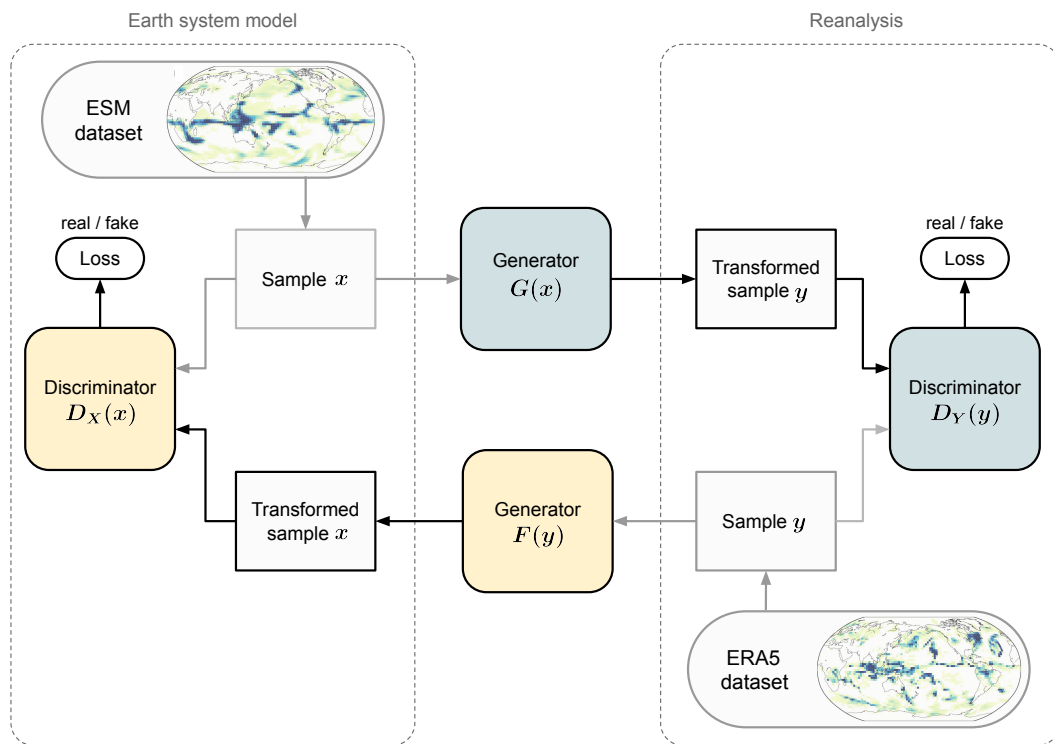 Earth system model
Reanalysis
ESM
dataset
real / fake
Loss
Sample x
Generator
G(x)
Transformed
sample y
real / fake
Loss
Discriminator
D_X(x)
Discriminator
D_Y(y)
Transformed
sample x
Generator
F(y)
Sample y
ERA5
dataset